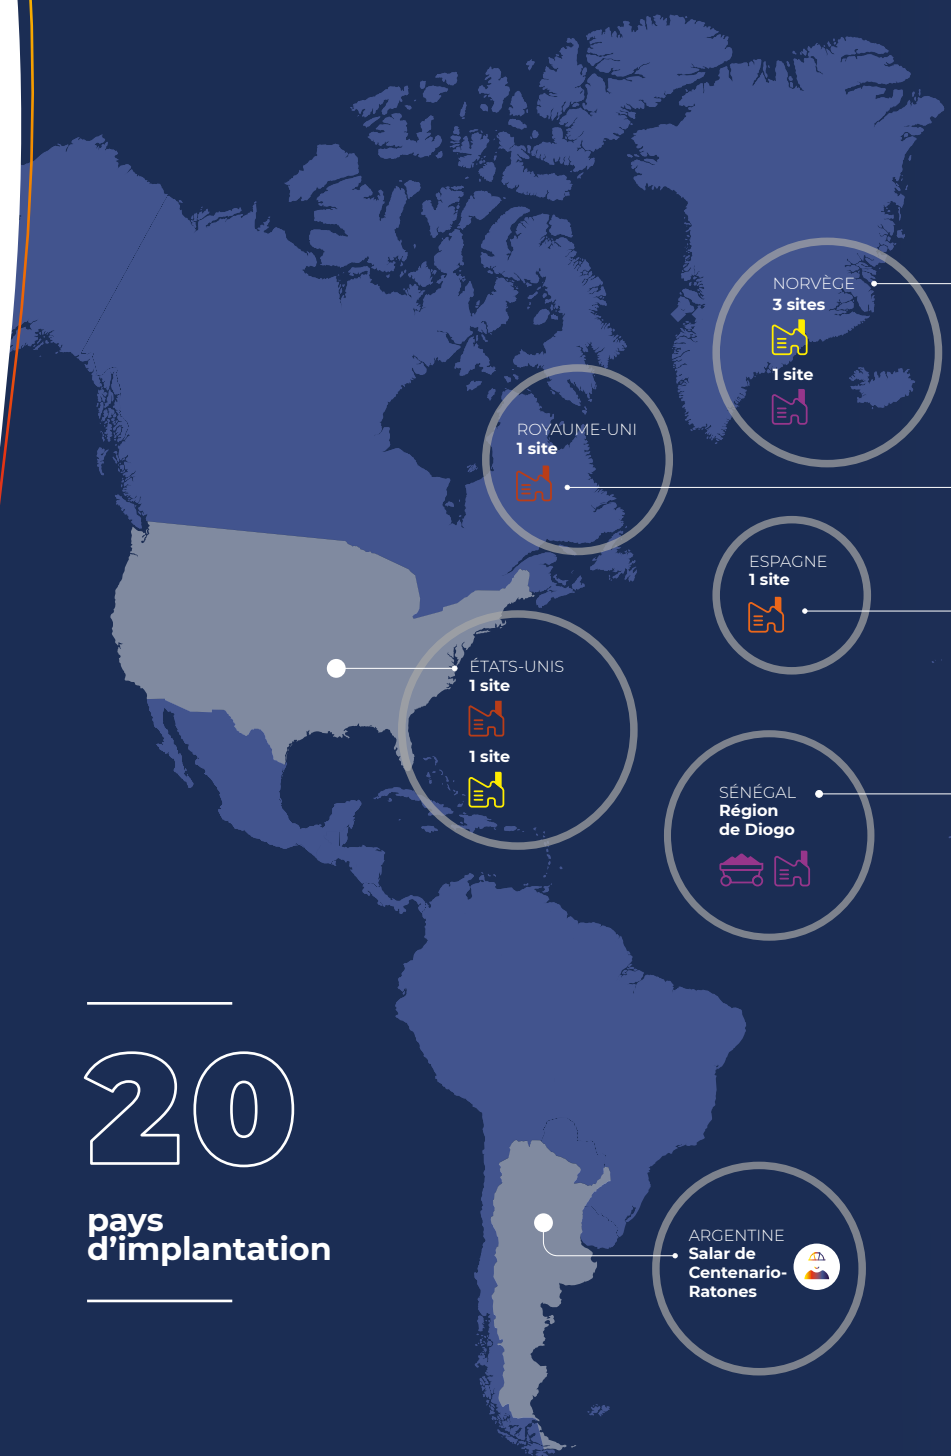 NORVÈGE
3 sites
1 site
ROYAUME-UNI
1 site
ESPAGNE
1 site
ÉTATS-UNIS
1 site
1 site
SÉNÉGAL
Région
de Diogo
20
pays
d’implantation
ARGENTINE
Salar de
Centenario-
Ratones